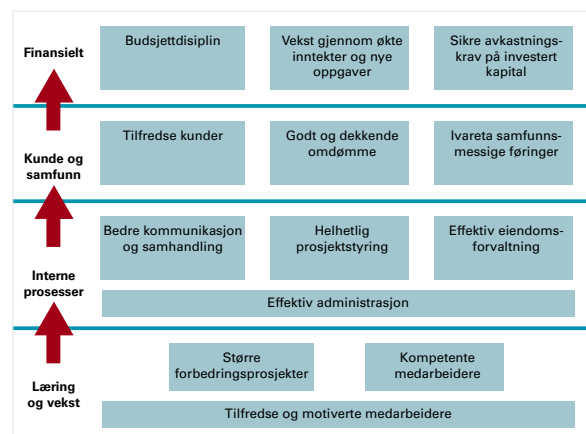 Finansielt
Budsjettdisiplin
Vekst gjennom økte
inntekter og nye
oppgaver
Sikre avkastnings-
krav på investert
kapital
Kunde og
samfunn
Tilfredse kunder
Godt og dekkende
omdømme
Ivareta samfunns-
messige føringer
Interne
prosesser
Bedre kommunikasjon
og samhandling
Helhetlig
prosjektstyring
Effektiv eiendoms-
forvaltning
Effektiv administrasjon
Læring
og vekst
Større
forbedringsprosjekter
Kompetente
medarbeidere
Tilfredse og motiverte medarbeidere